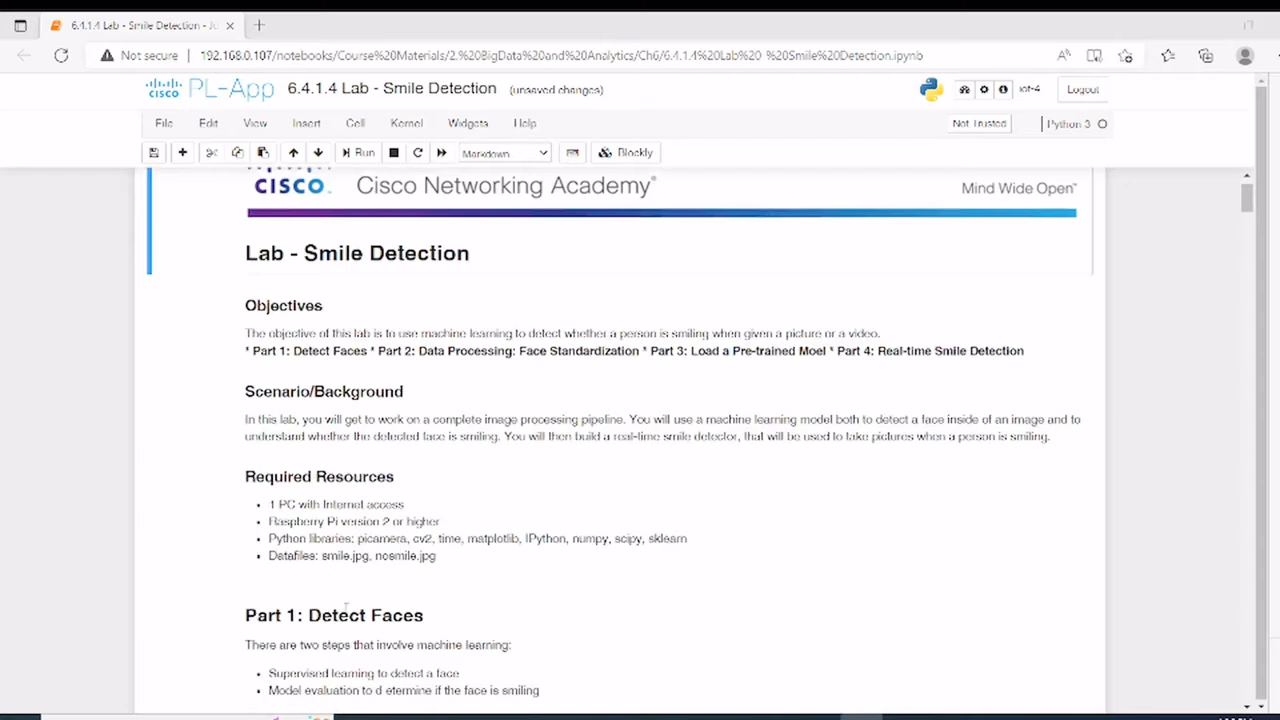 6.4.1.4 Lab - Smile Detection - Ju
Not secure 192.168.0.107/notebooks/Course%20Materials/2.%20BigData%20and%20Analytics/Ch6/6.4.1.4%20Lab%20 %20Smile%20Detection.ipynb
CISCO PL-App 6.4.1.4 Lab - Smile Detection (unsaved changes) iot-4 Logout
File Edit View Insert Cell Kernel Widgets Help Not Trusted Python 3
Run Markdown Blockly
CISCO. Cisco Networking Academy® Mind Wide Open™
Lab - Smile Detection
Objectives
The objective of this lab is to use machine learning to detect whether a person is smiling when given a picture or a video.
* Part 1: Detect Faces * Part 2: Data Processing: Face Standardization * Part 3: Load a Pre-trained Moel * Part 4: Real-time Smile Detection
Scenario/Background
In this lab, you will get to work on a complete image processing pipeline. You will use a machine learning model both to detect a face inside of an image and to
understand whether the detected face is smiling. You will then build a real-time smile detector, that will be used to take pictures when a person is smiling.
Required Resources
• 1 PC with Internet access
• Raspberry Pi version 2 or higher
• Python libraries: picamera, cv2, time, matplotlib, IPython, numpy, scipy, sklearn
• Datafiles: smile.jpg, nosmile.jpg
Part 1: Detect Faces
There are two steps that involve machine learning:
• Supervised learning to detect a face
• Model evaluation to d etermine if the face is smiling